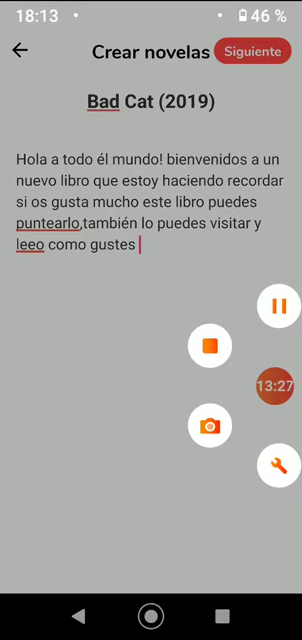 18:13 46 %
Crear novelas Siguiente
Bad Cat (2019)
Hola a todo él mundo! bienvenidos a un
nuevo libro que estoy haciendo recordar
si os gusta mucho este libro puedes
puntearlo,también lo puedes visitar y
leeo como gustes
13:27